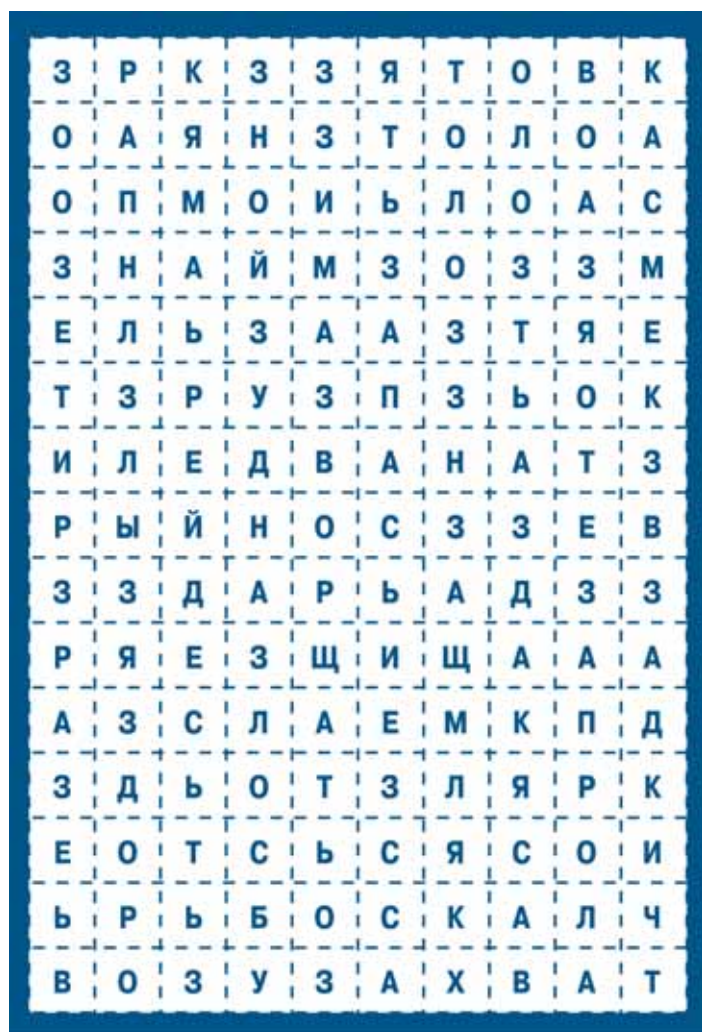 З Р К З З Я Т О В К
О А Я Н З Т О Л О А
О П М О И Ь Л О А С
З Н А Й М З О З З М
Е Л Ь З А А З Т Я Е
Т З Р У З П З Ь О К
И Л Е Д В А Н А Т З
Р Ы Й Н О С З З Е В
З З Д А Р Ь А Д З З
Р Я Е З Щ И Щ А А А
А З С Л А Е М К П Д
З Д Ь О Т З Л Я Р К
Е О Т С Ь С Я С О И
Ь Р Ь Б О С К А Л Ч
В О З У З А Х В А Т